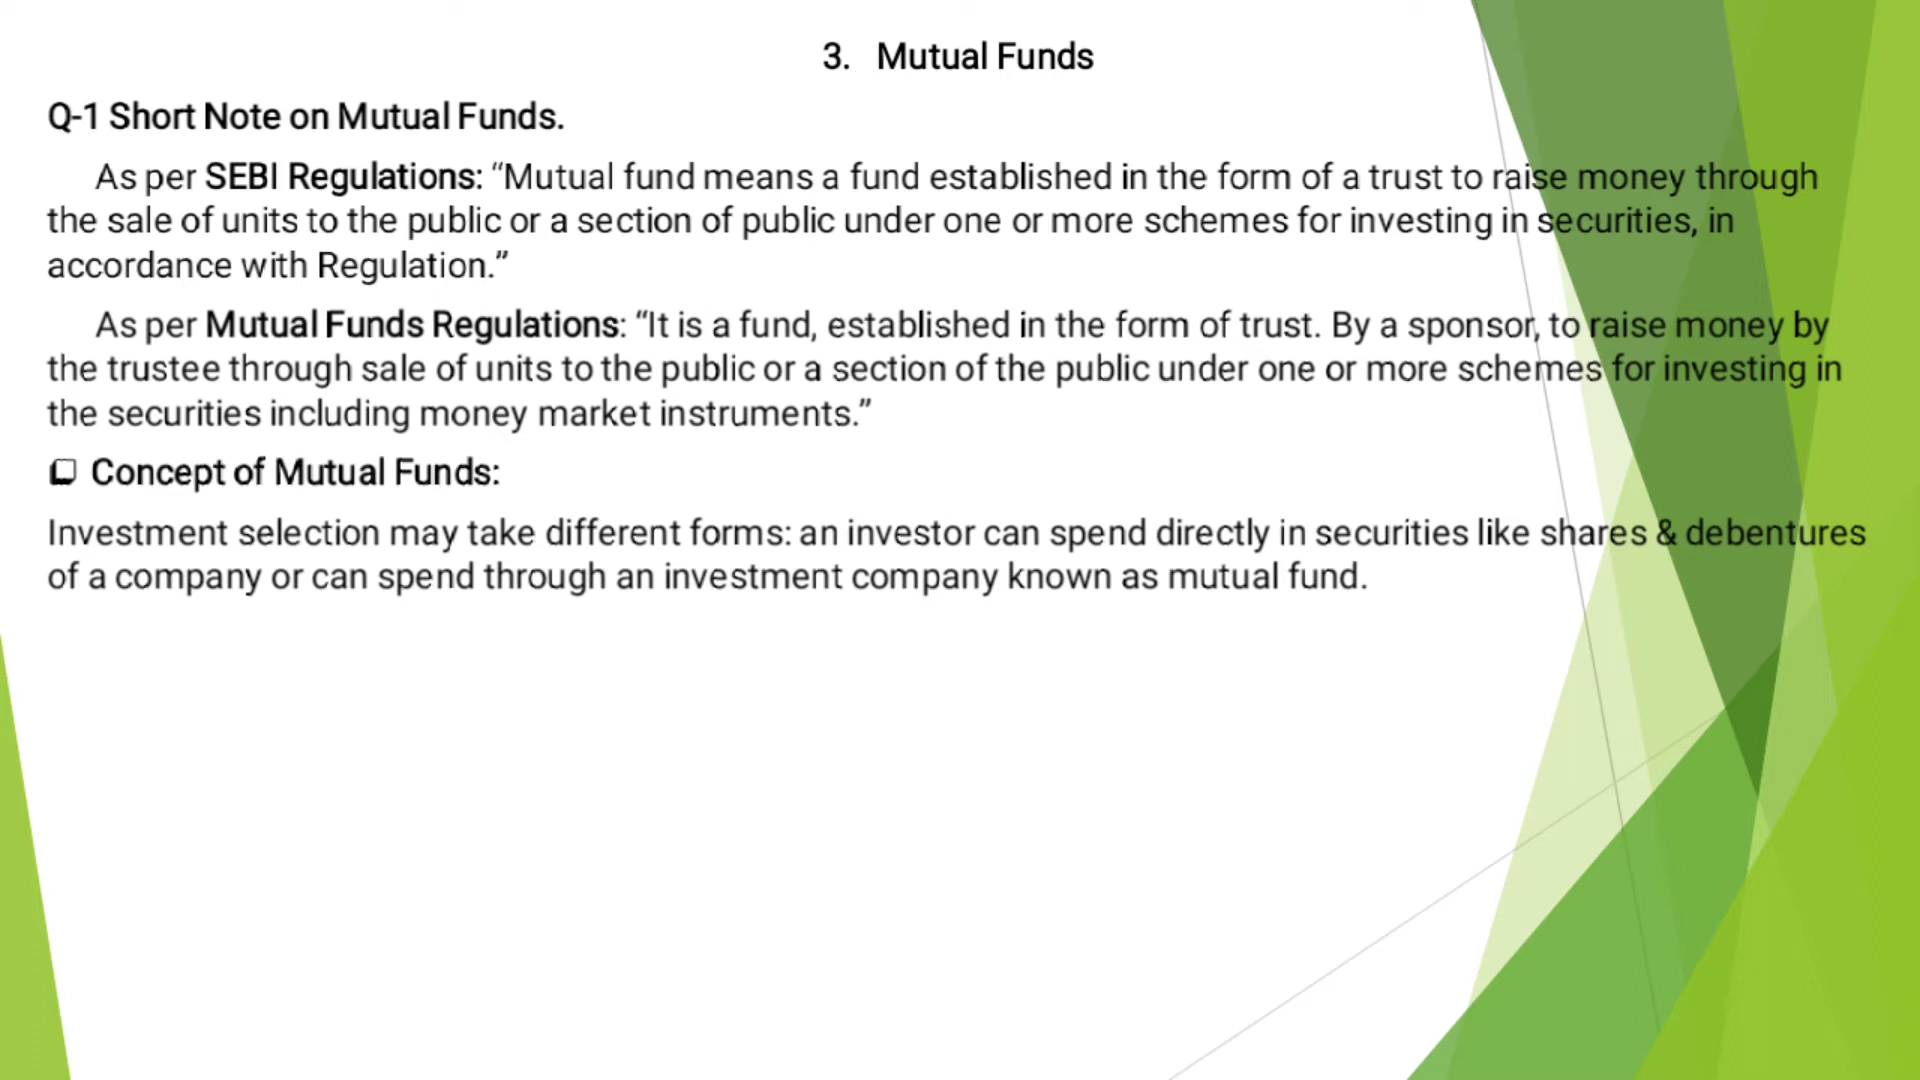 3. Mutual Funds
Q-1 Short Note on Mutual Funds.
As per SEBI Regulations: “Mutual fund means a fund established in the form of a trust to raise money through
the sale of units to the public or a section of public under one or more schemes for investing in securities, in
accordance with Regulation.”
As per Mutual Funds Regulations: “It is a fund, established in the form of trust. By a sponsor, to raise money by
the trustee through sale of units to the public or a section of the public under one or more schemes for investing in
the securities including money market instruments.”
❑ Concept of Mutual Funds:
Investment selection may take different forms: an investor can spend directly in securities like shares & debentures
of a company or can spend through an investment company known as mutual fund.